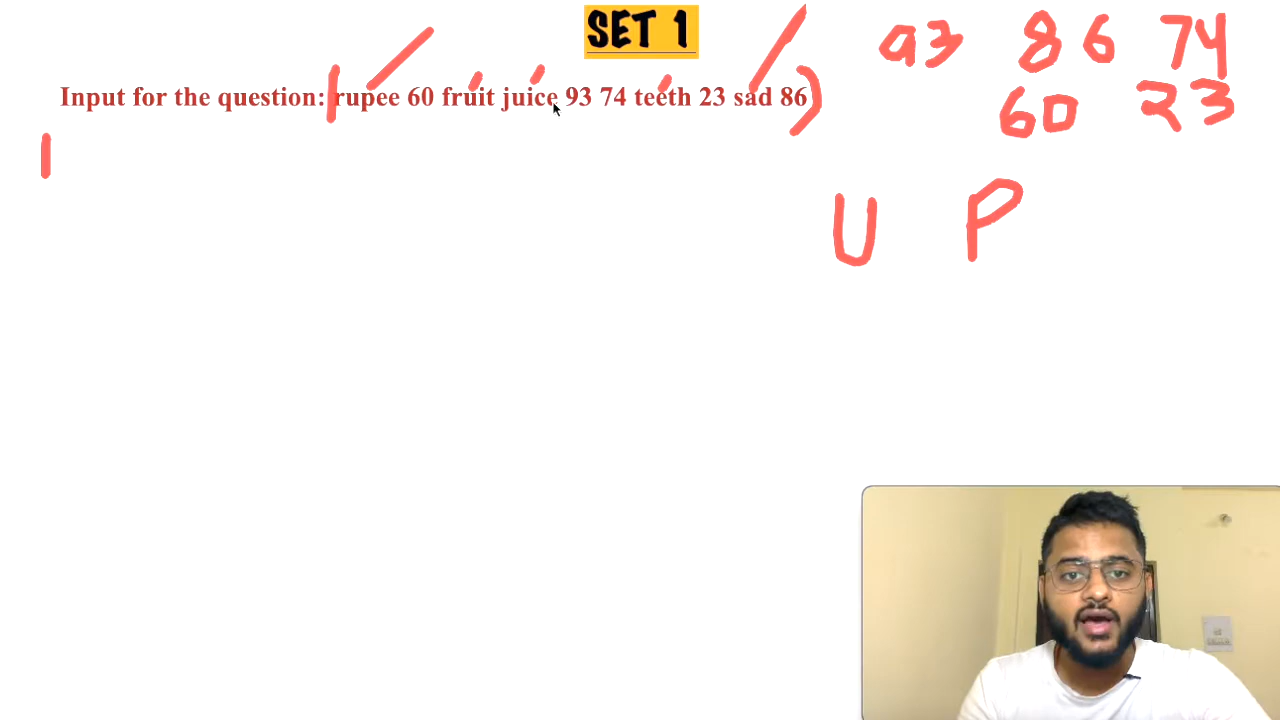 SET 1
93 86 74
Input for the question: rupee 60 fruit juice 93 74 teeth 23 sad 86
60 23
U P